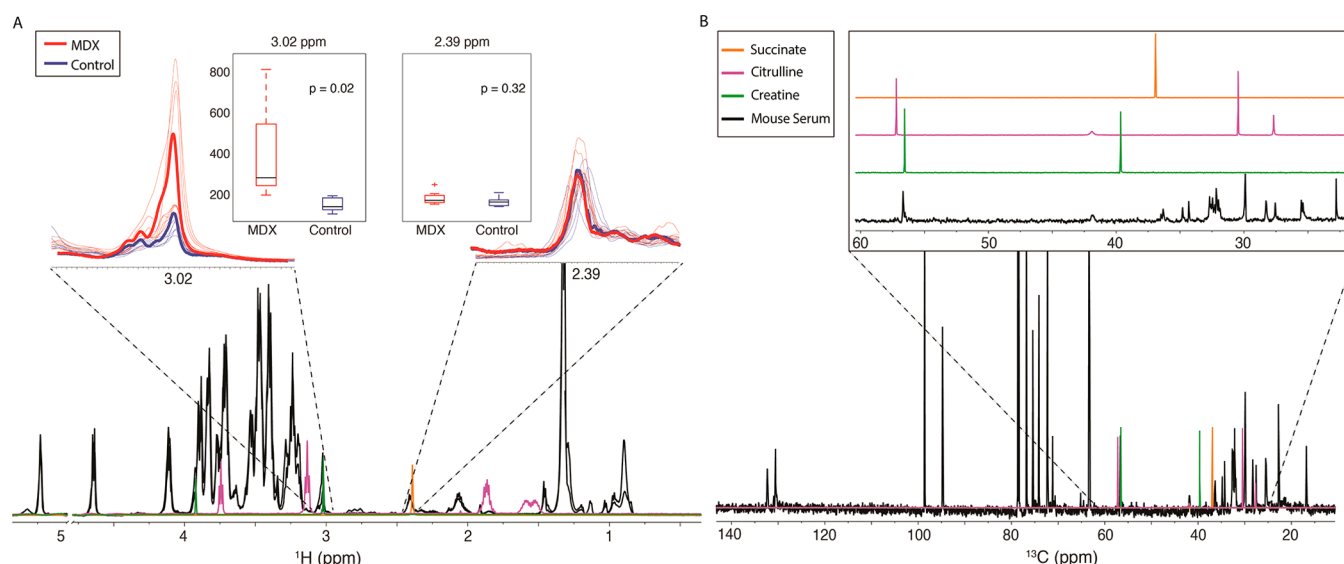 A
MDX
Control
3.02 ppm
800
600
400
200
p = 0.02
MDX
Control
2.39 ppm
p = 0.32
MDX
Control
3.02
2.39
5
4
3
2
1
¹H (ppm)
B
Succinate
Citrulline
Creatine
Mouse Serum
60
50
40
30
140
120
100
80
60
40
20
¹³C (ppm)